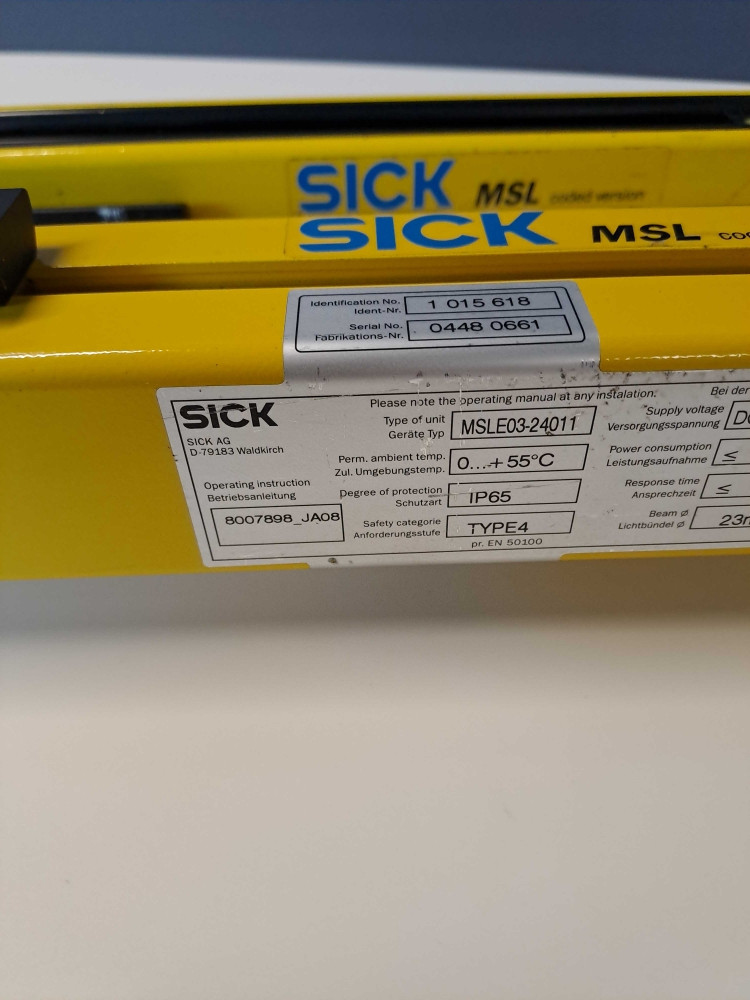 SICK MSL coded version
SICK MSL
Identification No.
Ident-Nr.
1 015 618
Serial No.
Fabrikations-Nr.
0448 0661
SICK
SICK AG
D-79183 Waldkirch
Operating instruction
Betriebsanleitung
8007898_JA08
Please note the operating manual at any instalation.
Bei der
Type of unit
Geräte Typ
MSLE03-24011
Perm. ambient temp.
Zul. Umgebungstemp.
0...+55°C
Degree of protection
Schutzart
IP65
Safety categorie
Anforderungsstufe
TYPE4
pr. EN 50100
Supply voltage
Versorgungsspannung
Power consumption
Leistungsaufnahme
≤
Response time
Ansprechzeit
≤
Beam ø
Lichtbündel ø